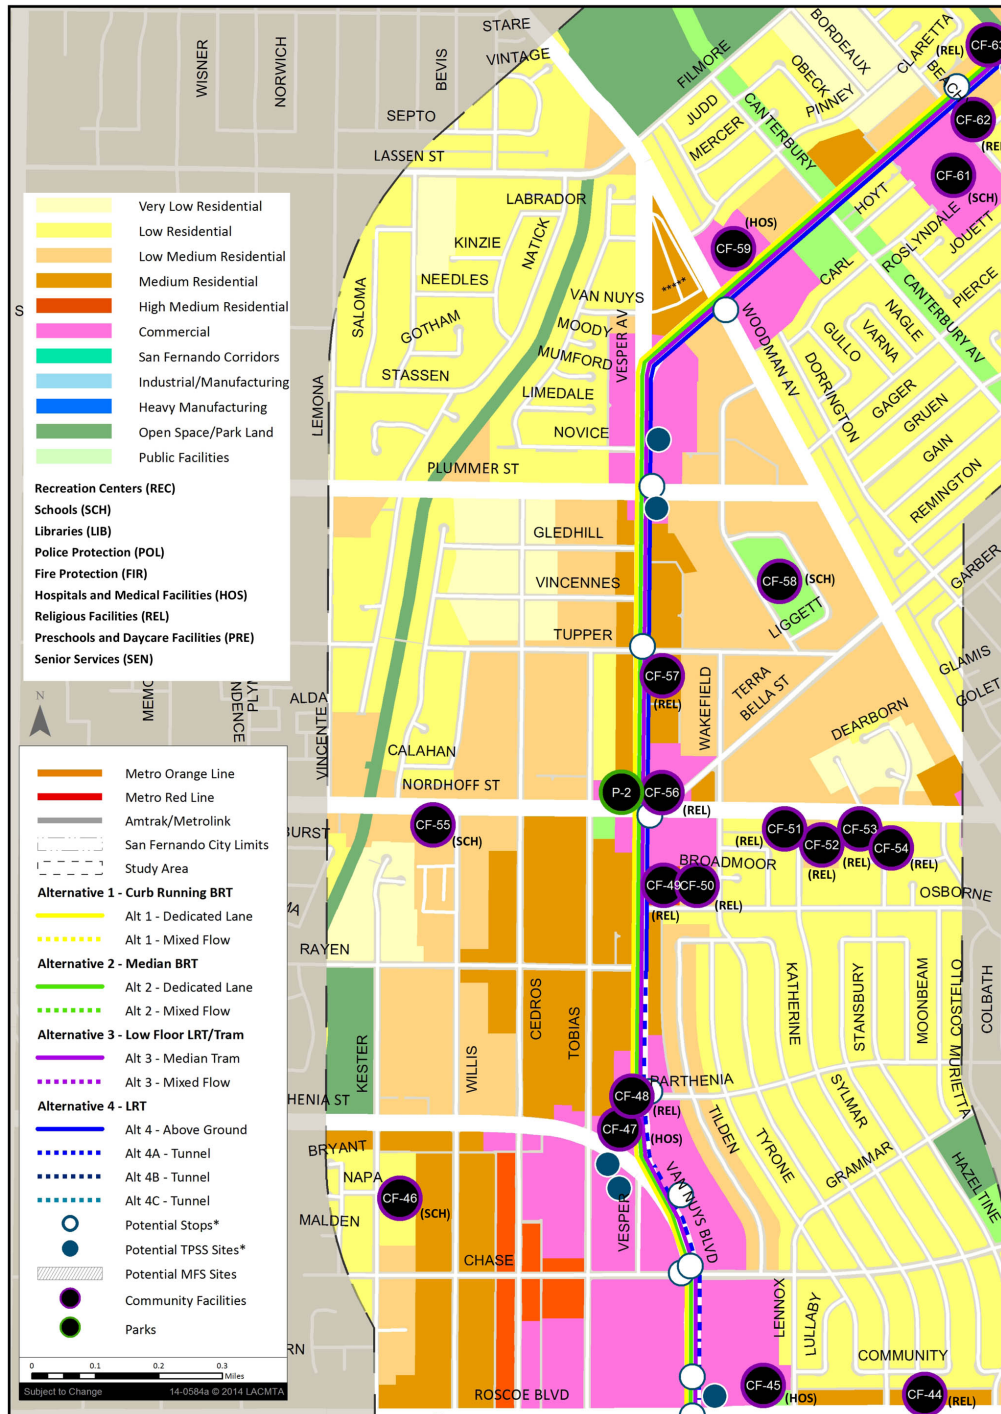 STARE
VINTAGE
WISNER
NORWICH
BEVIS
SEPTO
LASSEN ST
FILMORE
BORDEAUX
CLARETTA
BEACH
OBECK
PINNEY
JUDD
MERCER
CANTERBURY
(REL)
CF-63
CF-62
CF-61
(SCH)
HOYT
ROSLYNDALE
JOUETT
PIERCE
CARL
CANTERBURY AV
(HOS)
CF-59
WOODMAN AV
NAGLE
VARNA
GULLO
DORRINGTON
GAGER
GRUEN
GAIN
REMINGTON
GARBER
GLAMIS
LABRADOR
KINZIE
NATICK
NEEDLES
SALOMA
GOTHAM
STASSEN
VAN NUYS
MOODY
MUMFORD
LIMEDALE
NOVICE
VESPER AV
*****
LEMONA
PLUMMER ST
GLEDHILL
VINCENNES
TUPPER
CF-58
(SCH)
LIGGETT
CF-57
(REL)
WAKEFIELD
TERRA
BELLA ST
DEARBORN
ALDA
VINCENTE
CALAHAN
NORDHOFF ST
P-2
CF-56
(REL)
CF-55
(SCH)
CF-51
(REL)
CF-52
(REL)
CF-53
(REL)
CF-54
(REL)
BROADMOOR
OSBORNE
CF-49
(REL)
CF-50
(REL)
RAYEN
KESTER
WILLIS
CEDROS
TOBIAS
KATHERINE
STANSBURY
MOONBEAM
COSTELLO
MURIETTA
COLBATH
PARTHENIA
CF-48
(REL)
CF-47
(HOS)
TILDEN
TYRONE
SYLMAR
GRAMMAR
HAZELTINE
BRYANT
NAPA
MALDEN
CF-46
(SCH)
VESPER
VAN NUYS BLVD
CHASE
LENNOX
LULLABY
COMMUNITY
ROSCOE BLVD
CF-45
(HOS)
CF-44
(REL)
Very Low Residential
Low Residential
Low Medium Residential
Medium Residential
High Medium Residential
Commercial
San Fernando Corridors
Industrial/Manufacturing
Heavy Manufacturing
Open Space/Park Land
Public Facilities
Recreation Centers (REC)
Schools (SCH)
Libraries (LIB)
Police Protection (POL)
Fire Protection (FIR)
Hospitals and Medical Facilities (HOS)
Religious Facilities (REL)
Preschools and Daycare Facilities (PRE)
Senior Services (SEN)
N
Metro Orange Line
Metro Red Line
Amtrak/Metrolink
San Fernando City Limits
Study Area
Alternative 1 - Curb Running BRT
Alt 1 - Dedicated Lane
Alt 1 - Mixed Flow
Alternative 2 - Median BRT
Alt 2 - Dedicated Lane
Alt 2 - Mixed Flow
Alternative 3 - Low Floor LRT/Tram
Alt 3 - Median Tram
Alt 3 - Mixed Flow
Alternative 4 - LRT
Alt 4 - Above Ground
Alt 4A - Tunnel
Alt 4B - Tunnel
Alt 4C - Tunnel
Potential Stops*
Potential TPSS Sites*
Potential MFS Sites
Community Facilities
Parks
0 0.1 0.2 0.3
Miles
Subject to Change 14-0584a © 2014 LACMTA